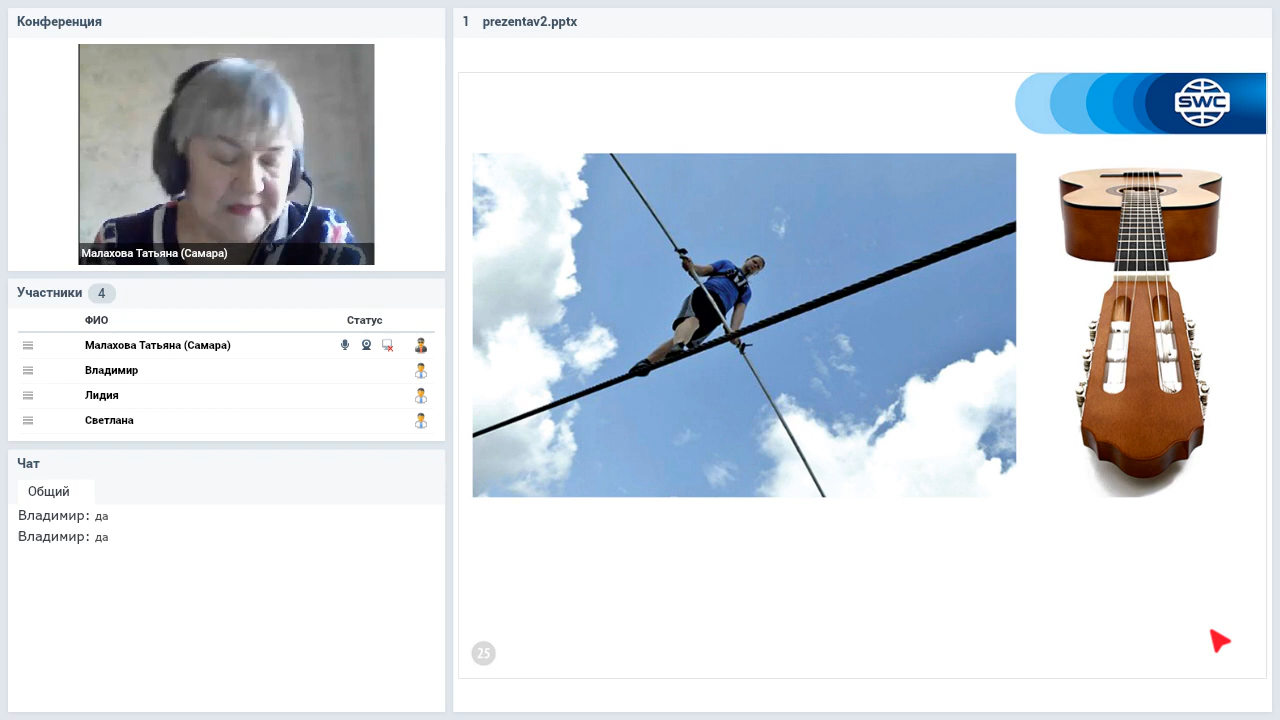 Конференция
Малахова Татьяна (Самара)
Участники 4
ФИО Статус
Малахова Татьяна (Самара)
Владимир
Лидия
Светлана
Чат
Общий
Владимир: да
Владимир: да
1 prezentav2.pptx
SWC
25